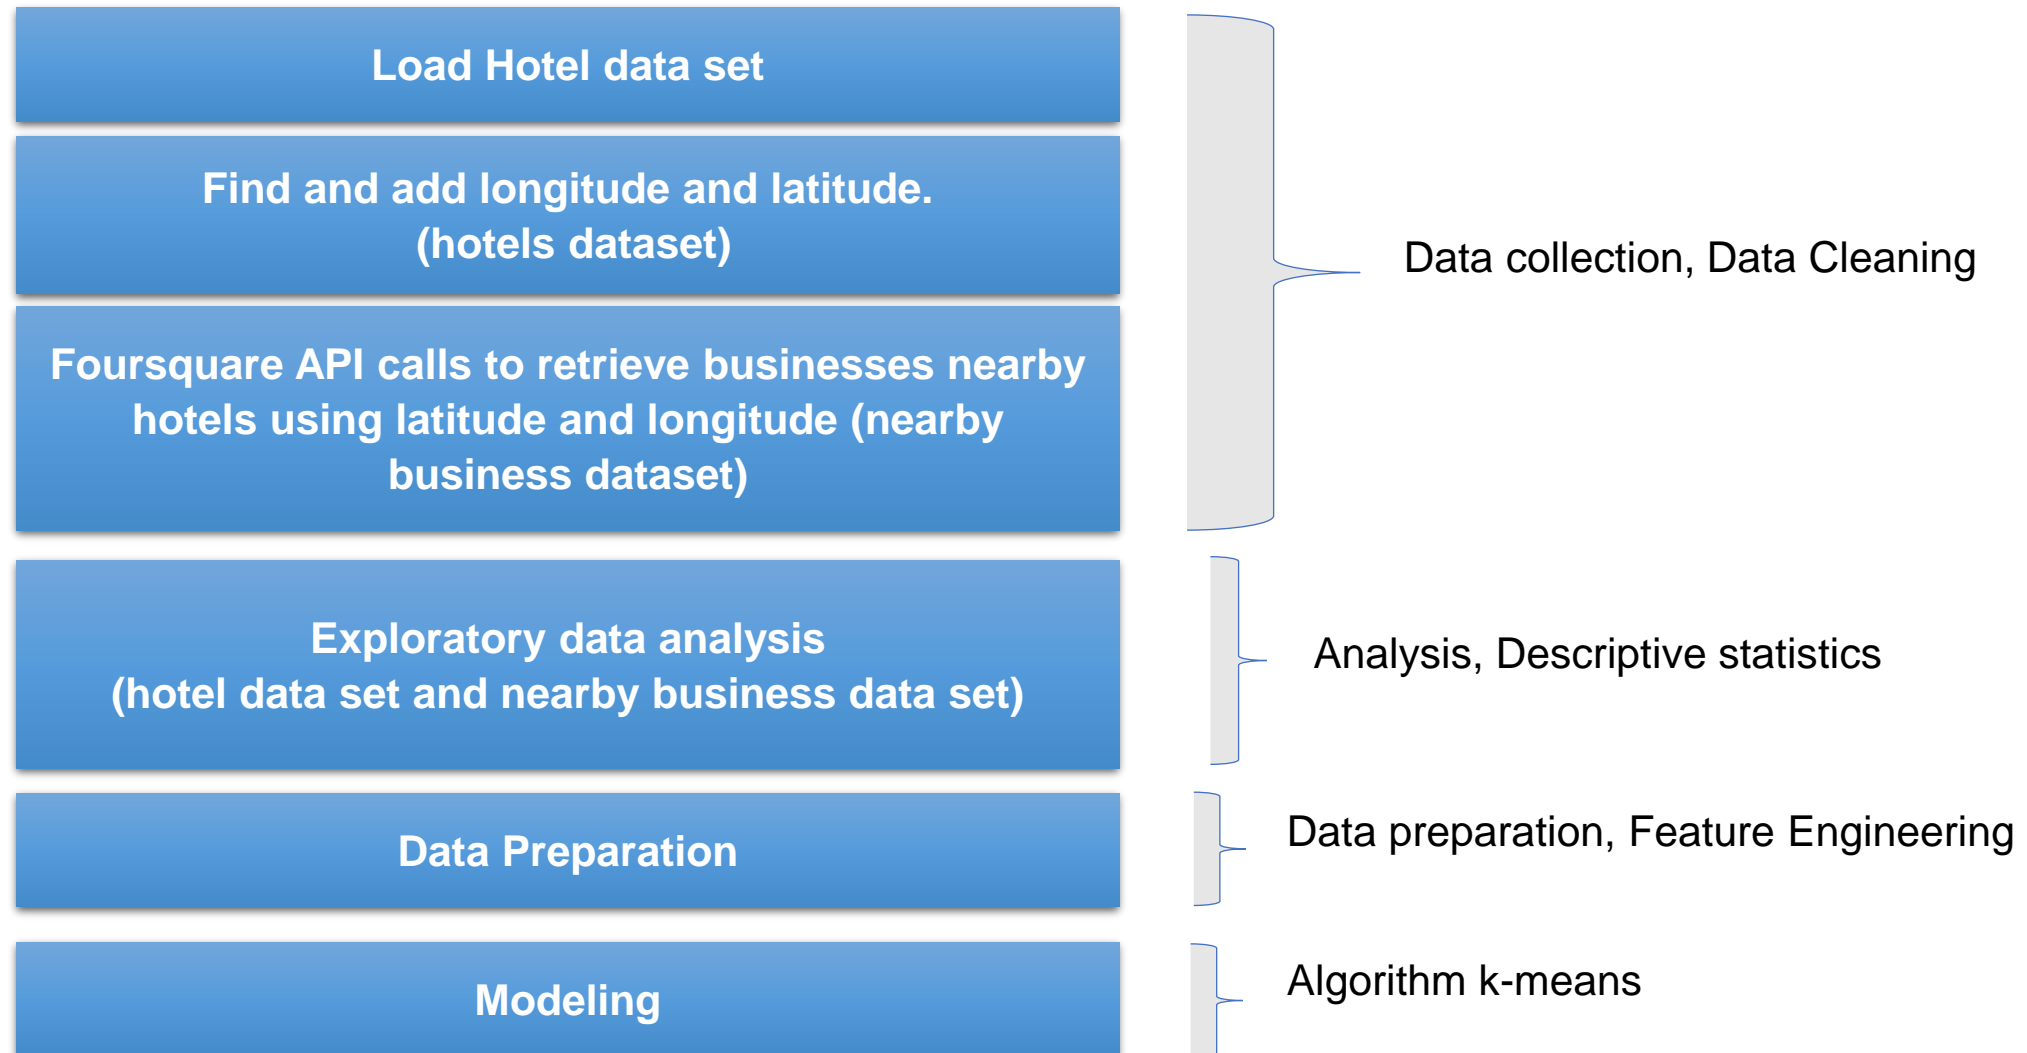 Load Hotel data set
Find and add longitude and latitude.
(hotels dataset)
Foursquare API calls to retrieve businesses nearby
hotels using latitude and longitude (nearby
business dataset)
Data collection, Data Cleaning
Exploratory data analysis
(hotel data set and nearby business data set)
Analysis, Descriptive statistics
Data Preparation
Data preparation, Feature Engineering
Modeling
Algorithm k-means